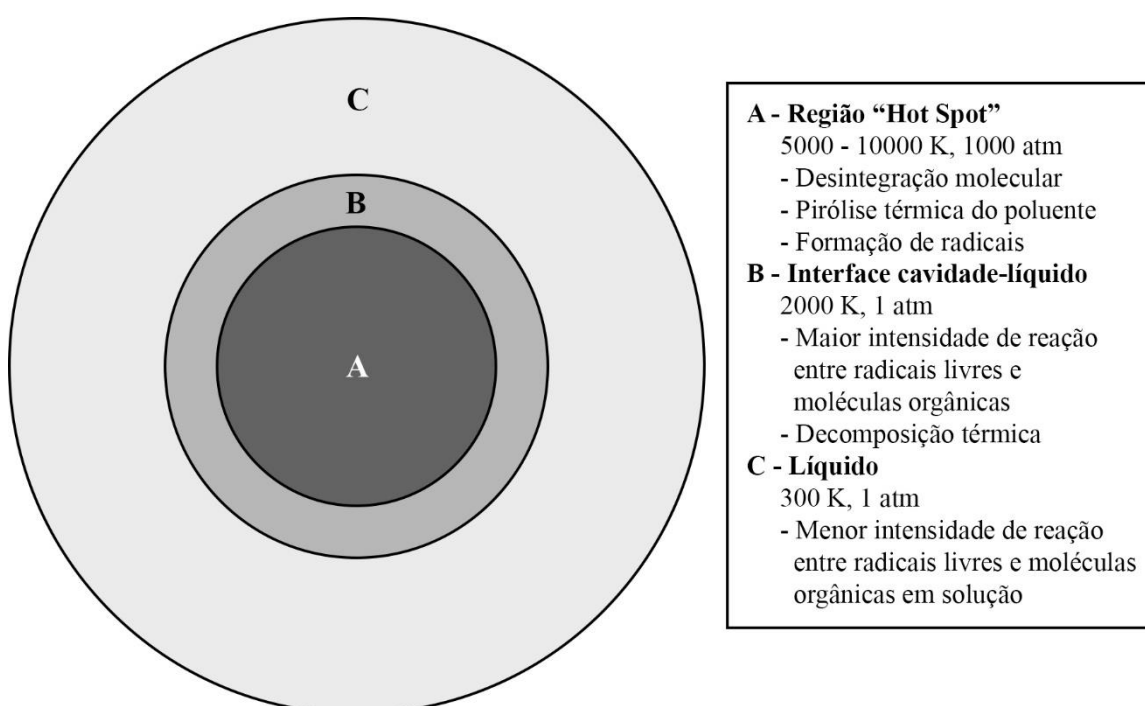 C
B
A
A - Região “Hot Spot”
5000 - 10000 K, 1000 atm
- Desintegração molecular
- Pirólise térmica do poluente
- Formação de radicais
B - Interface cavidade-líquido
2000 K, 1 atm
- Maior intensidade de reação
entre radicais livres e
moléculas orgânicas
- Decomposição térmica
C - Líquido
300 K, 1 atm
- Menor intensidade de reação
entre radicais livres e moléculas
orgânicas em solução